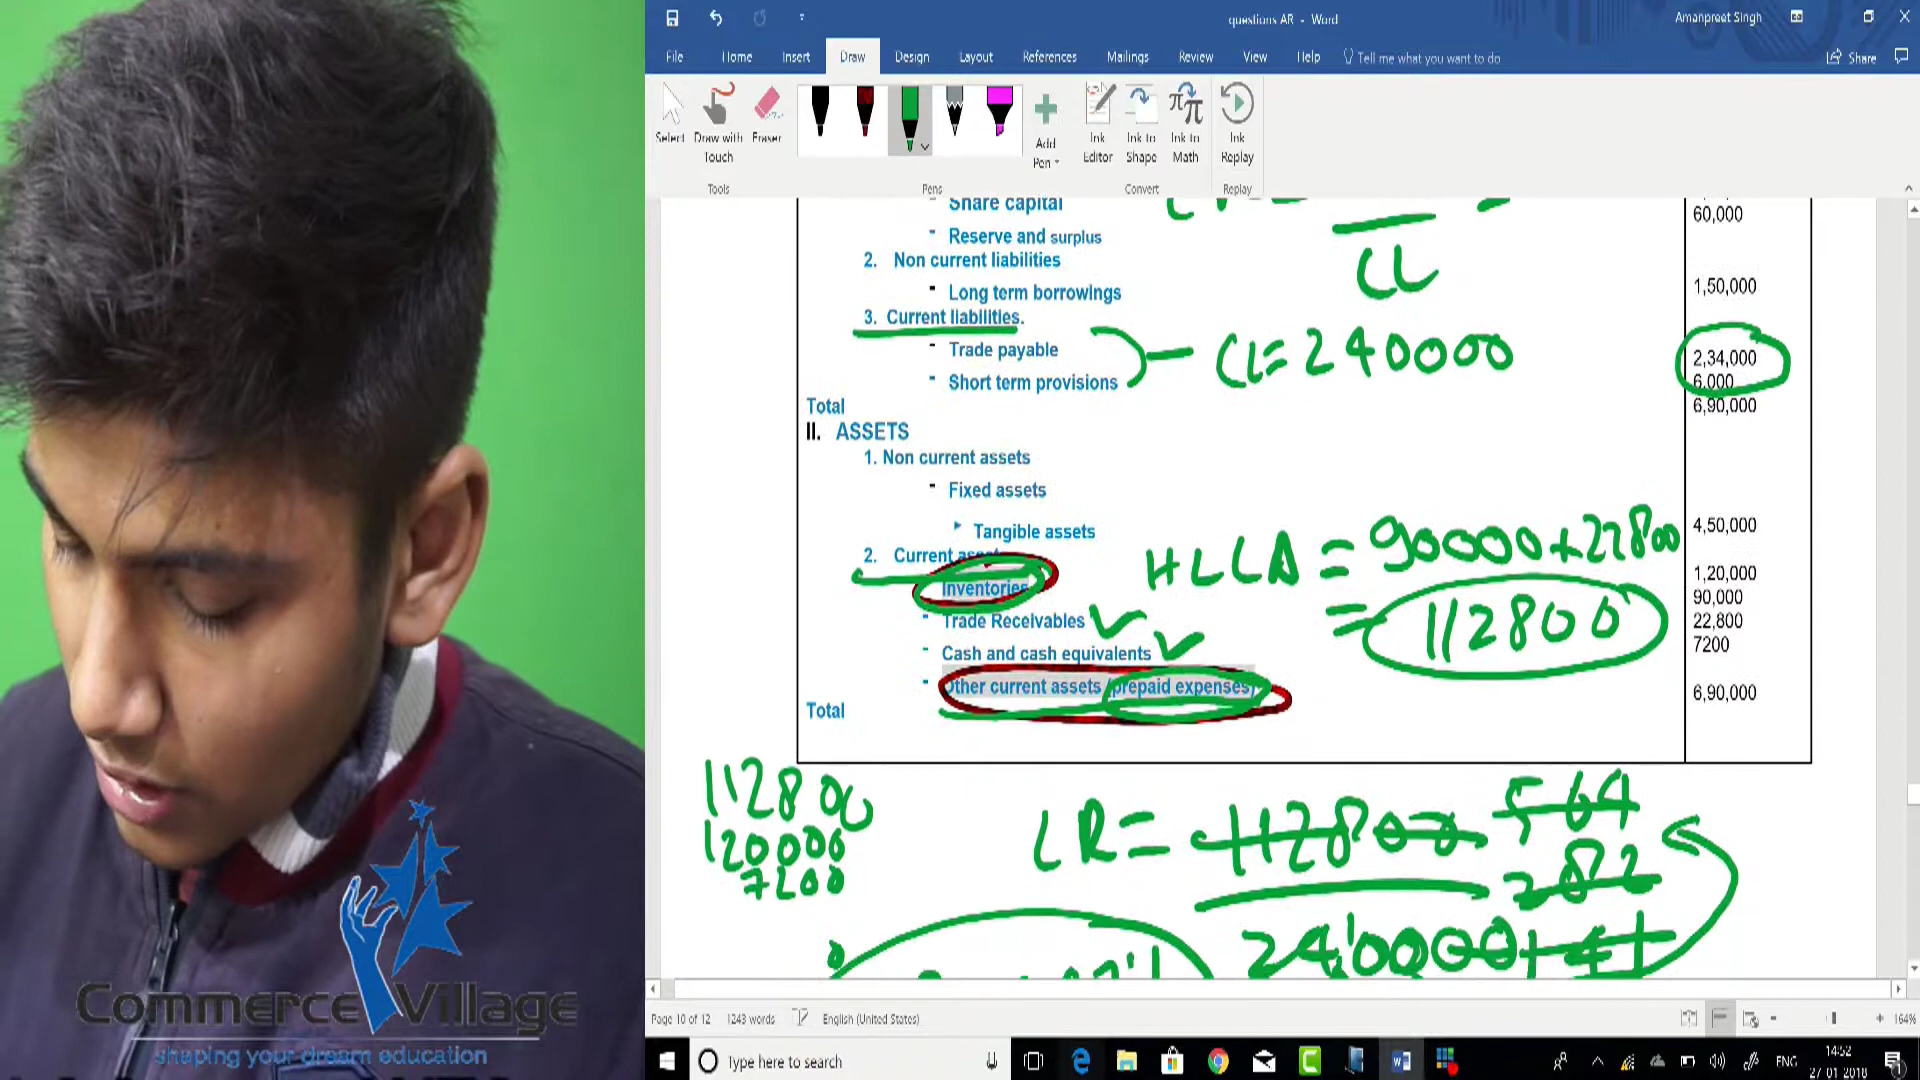 questions AR - Word
Amanpreet Singh
File Home Insert Draw Design Layout References Mailings Review View Help Tell me what you want to do Share
Select Draw with Touch Eraser Add Pen Ink Editor Ink to Shape Ink to Math Ink Replay
Tools Pens Convert Replay
Share capital
60,000
Reserve and surplus
CL
2. Non current liabilities
- Long term borrowings 1,50,000
3. Current liabilities.
- Trade payable 2,34,000
CL = 240000
- Short term provisions 6,000
Total 6,90,000
II. ASSETS
1. Non current assets
- Fixed assets
Tangible assets 4,50,000
= 90000+22800
2. Current assets
1,20,000
Inventories 90,000
- Trade Receivables 22,800
= 112800
- Cash and cash equivalents 7200
- Other current assets (prepaid expenses) 6,90,000
Total
112800
120000
7200
LR = 112800 564
282
240000 141
Page 10 of 12 1243 words English (United States) 164%
Commerce Village
shaping your dream education
Type here to search
ENG
14:52
27-01-2018